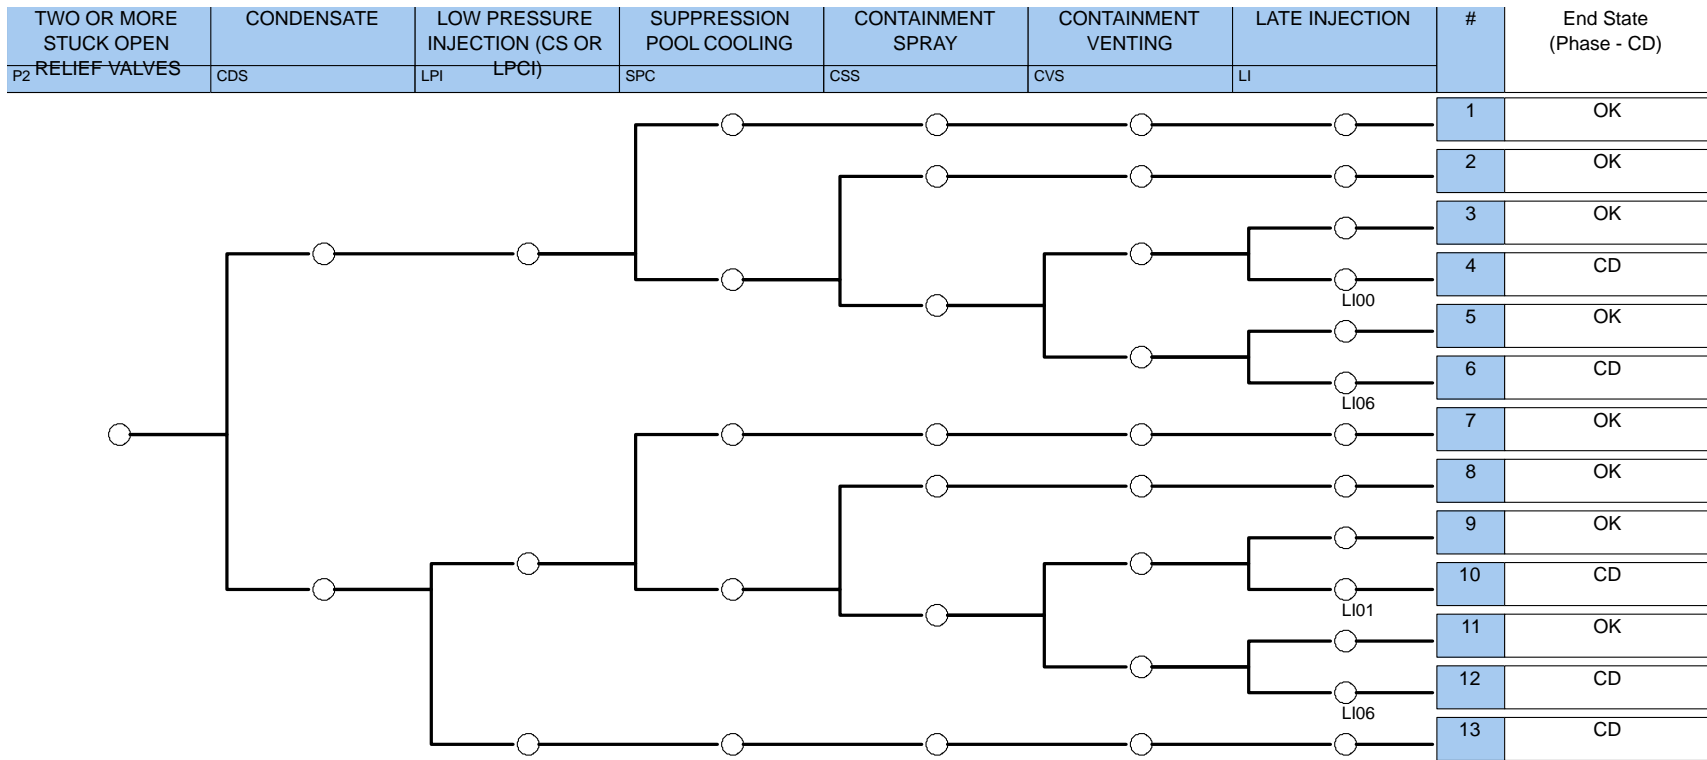 TWO OR MORE
STUCK OPEN
RELIEF VALVES
CONDENSATE
LOW PRESSURE
INJECTION (CS OR
LPCI)
SUPPRESSION
POOL COOLING
CONTAINMENT
SPRAY
CONTAINMENT
VENTING
LATE INJECTION
#
End State
(Phase - CD)
P2
CDS
LPI
SPC
CSS
CVS
LI
1 OK
2 OK
3 OK
4 CD
LI00
5 OK
6 CD
LI06
7 OK
8 OK
9 OK
10 CD
LI01
11 OK
12 CD
LI06
13 CD